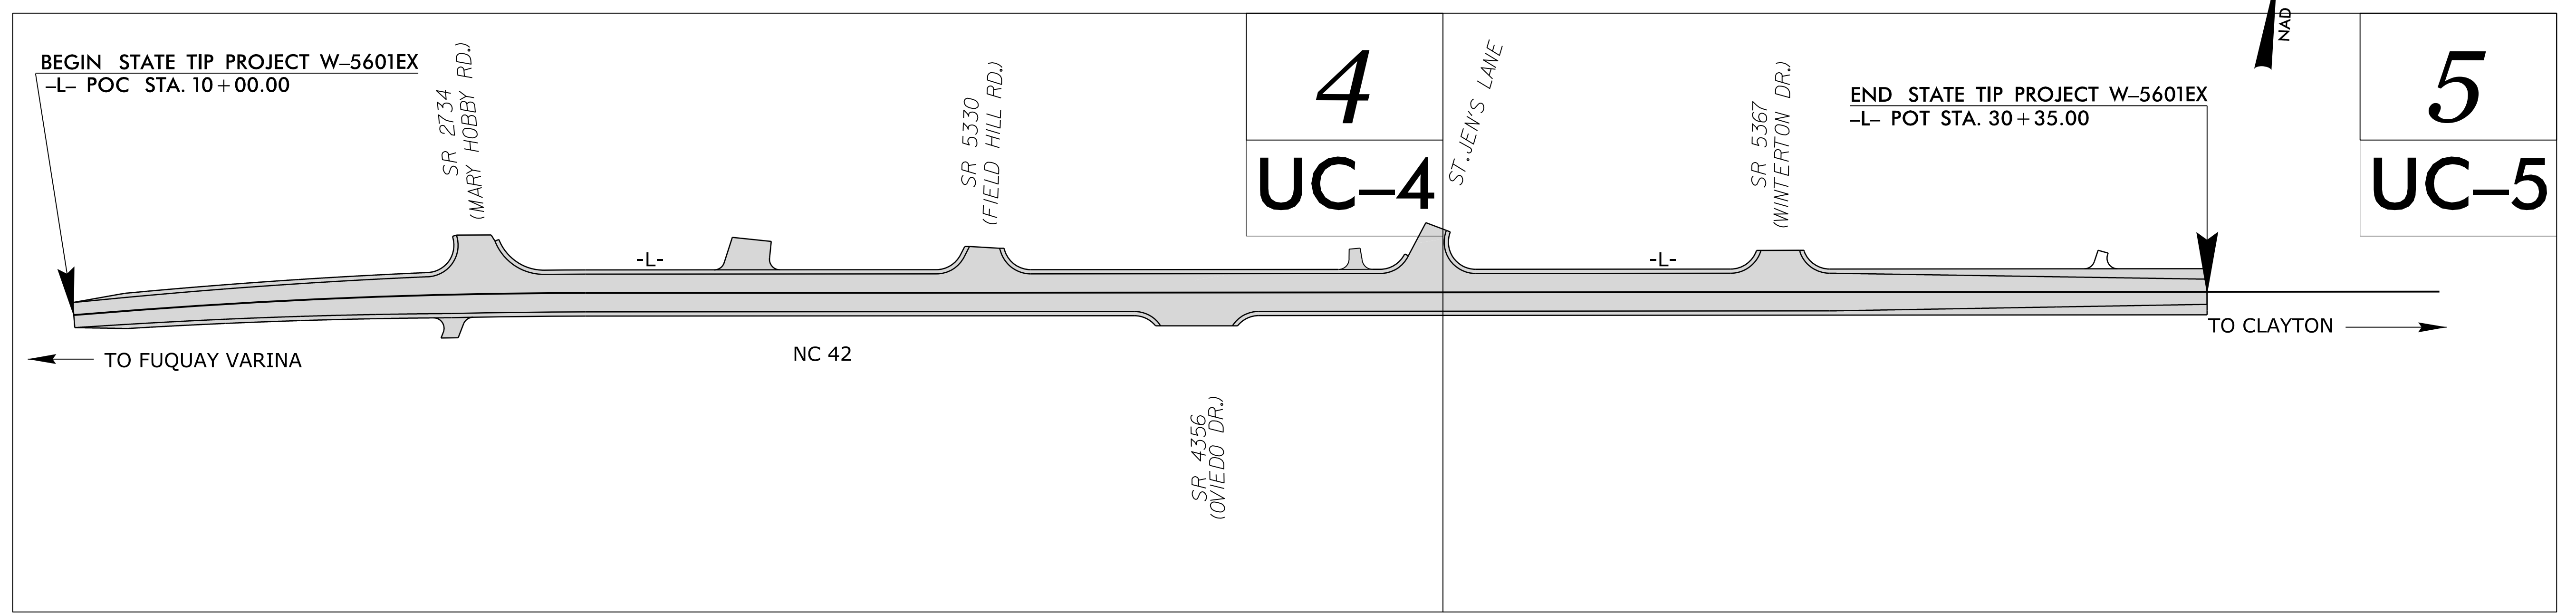 BEGIN STATE TIP PROJECT W–5601EX
–L– POC STA. 10+00.00
SR 2734
(MARY HOBBY RD.)
SR 5330
(FIELD HILL RD.)
4
UC–4
ST. JEN'S LANE
SR 5367
(WINTERTON DR.)
END STATE TIP PROJECT W–5601EX
–L– POT STA. 30+35.00
NAD
5
UC–5
-L-
-L-
TO FUQUAY VARINA
NC 42
TO CLAYTON
SR 4356
(OVIEDO DR.)